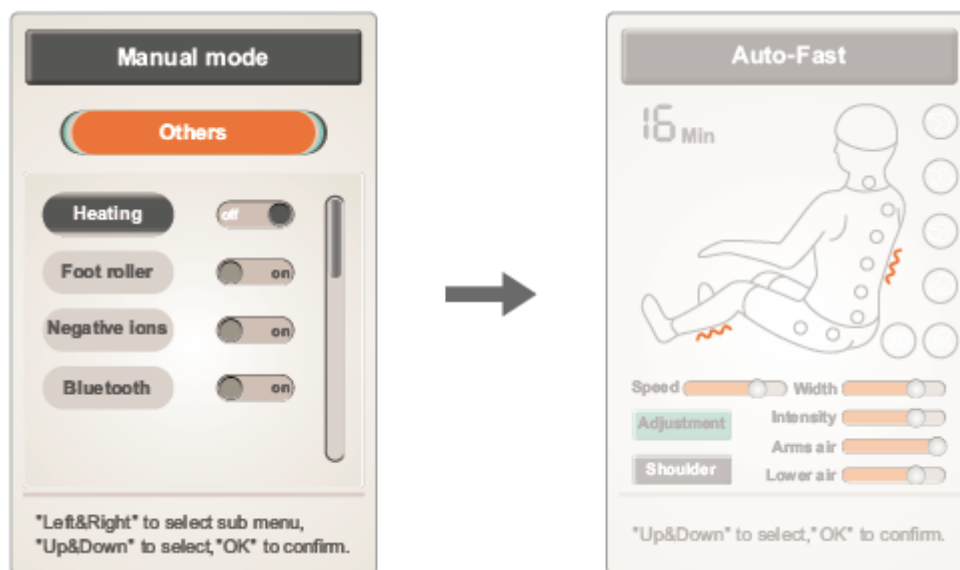 Manual mode
Others
Heating off
Foot roller on
Negative ions on
Bluetooth on
"Left&Right" to select sub menu,
"Up&Down" to select,"OK" to confirm.
Auto-Fast
16 Min
Speed Width
Adjustment Intensity
Arms air
Shoulder Lower air
"Up&Down" to select,"OK" to confirm.